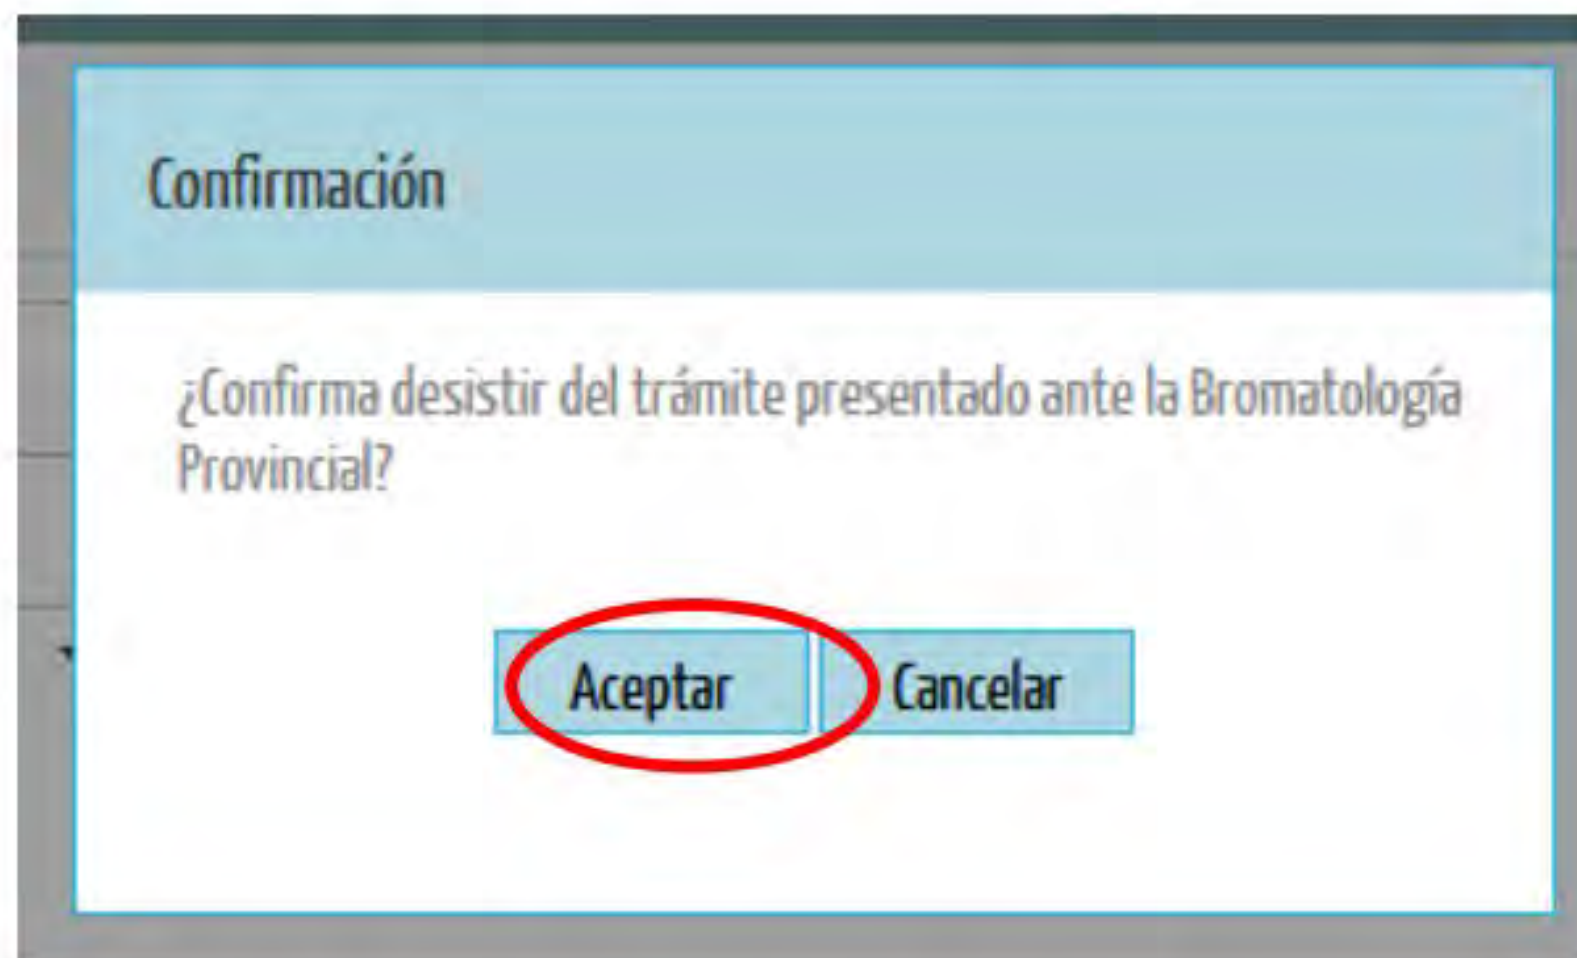 Confirmación
¿Confirma desistir del trámite presentado ante la Bromatología
Provincial?
Aceptar Cancelar